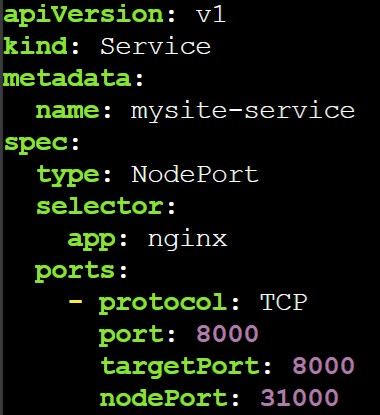 apiVersion: v1
kind: Service
metadata:
  name: mysite-service
spec:
  type: NodePort
  selector:
    app: nginx
  ports:
    - protocol: TCP
      port: 8000
      targetPort: 8000
      nodePort: 31000